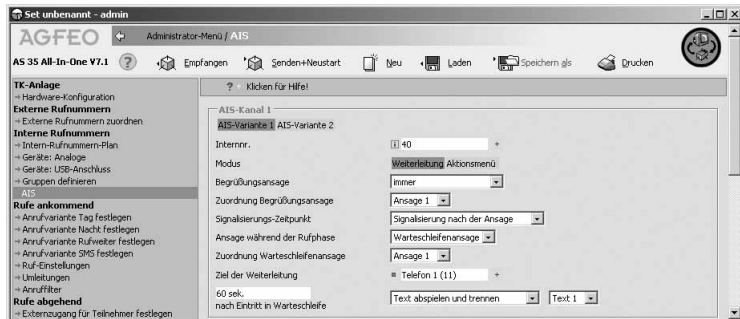 Set unbenannt - admin
AGFEO Administrator-Menü / AIS
AS 35 All-In-One V7.1 ? Empfangen Senden+Neustart Neu Laden Speichern als Drucken
TK-Anlage
Hardware-Konfiguration
Externe Rufnummern
Externe Rufnummern zuordnen
Interne Rufnummern
Intern-Rufnummern-Plan
Geräte: Analoge
Geräte: USB-Anschluss
Gruppen definieren
AIS
Rufe ankommend
Anrufvariante Tag festlegen
Anrufvariante Nacht festlegen
Anrufvariante Rufweiter festlegen
Anrufvariante SMS festlegen
Ruf-Einstellungen
Umleitungen
Anruffilter
Rufe abgehend
Externzugang für Teilnehmer festlegen
? Klicken für Hilfe!
AIS-Kanal 1
AIS-Variante 1 AIS-Variante 2
Internnr. i 40 +
Modus Weiterleitung Aktionsmenü
Begrüßungsansage immer
Zuordnung Begrüßungsansage Ansage 1
Signalisierungs-Zeitpunkt Signalisierung nach der Ansage
Ansage während der Rufphase Warteschleifenansage
Zuordnung Warteschleifenansage Ansage 1
Ziel der Weiterleitung Telefon 1 (11) +
60 sek.
nach Eintritt in Warteschleife Text abspielen und trennen Text 1